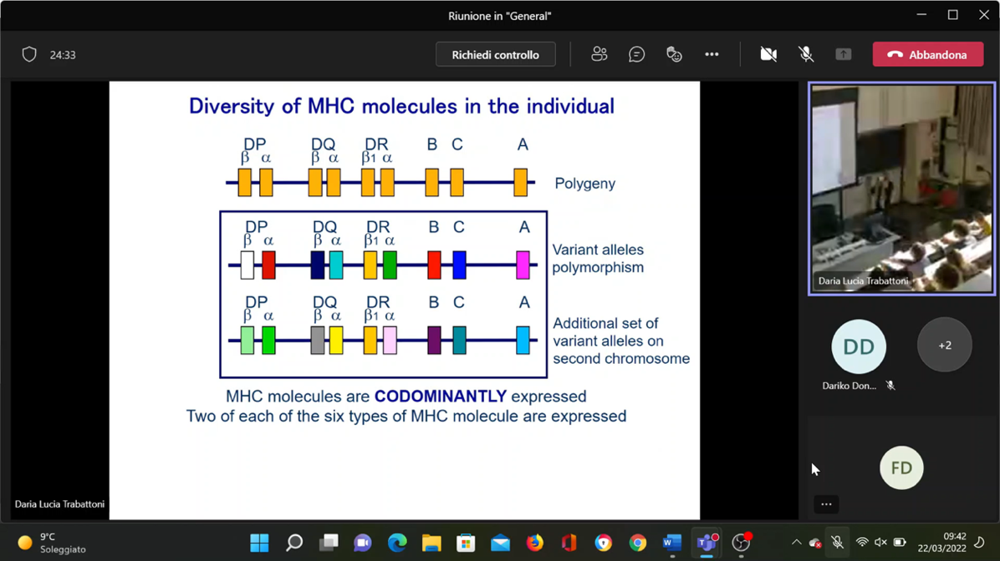 Riunione in "General"
24:33
Richiedi controllo
Abbandona
Diversity of MHC molecules in the individual
DP DQ DR B C A
β α β α β1 α
Polygeny
DP DQ DR B C A
β α β α β1 α
Variant alleles
polymorphism
DP DQ DR B C A
β α β α β1 α
Additional set of
variant alleles on
second chromosome
MHC molecules are CODOMINANTLY expressed
Two of each of the six types of MHC molecule are expressed
Daria Lucia Trabattoni
Daria Lucia Trabattoni
DD
+2
Dariko Don...
FD
9°C
Soleggiato
09:42
22/03/2022